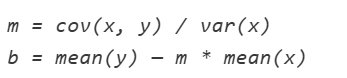 m = cov(x, y) / var(x)
b = mean(y) – m * mean(x)